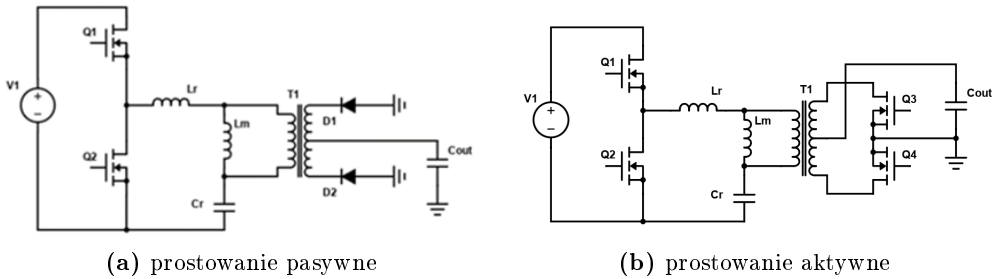 Q1
V1
Lr
T1
D1
Lm
Q2
Cout
Cr
D2
(a) prostowanie pasywne
Q1
V1
Lr
T1
Q3
Cout
Lm
Q2
Q4
Cr
(b) prostowanie aktywne